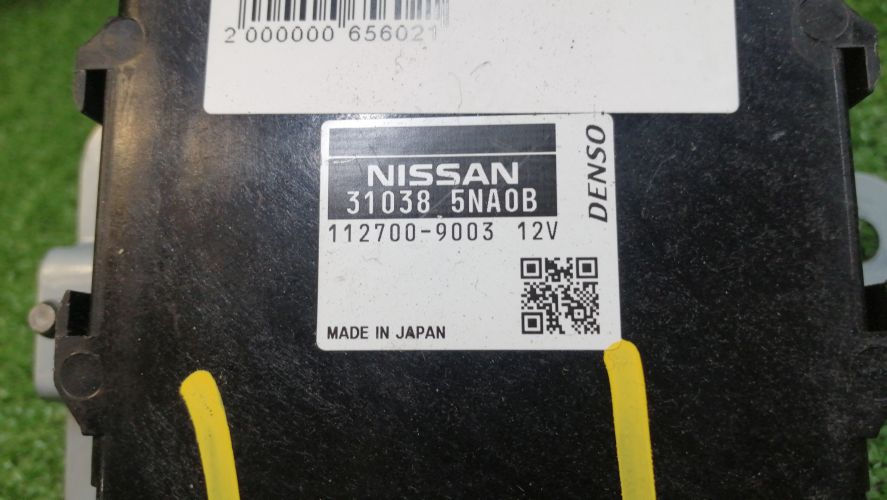 2 000000 656021
NISSAN
31038 5NA0B
112700-9003 12V
DENSO
MADE IN JAPAN